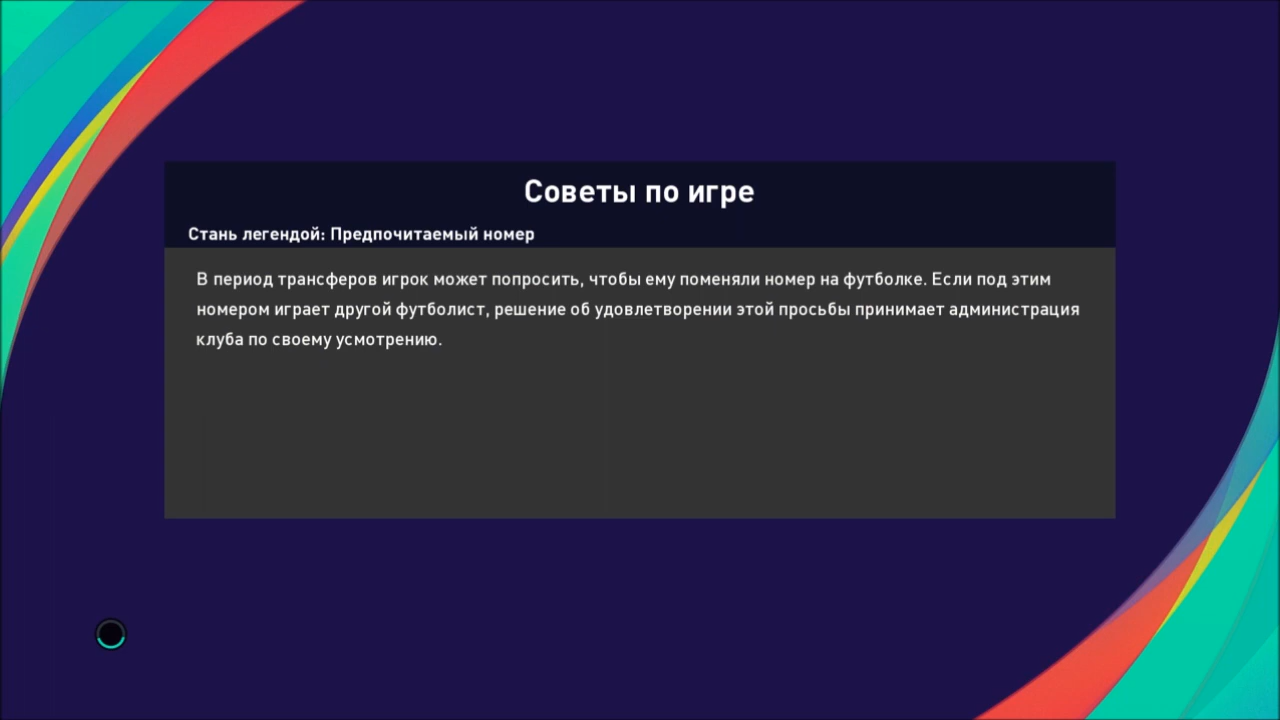 Советы по игре
Стань легендой: Предпочитаемый номер
В период трансферов игрок может попросить, чтобы ему поменяли номер на футболке. Если под этим
номером играет другой футболист, решение об удовлетворении этой просьбы принимает администрация
клуба по своему усмотрению.